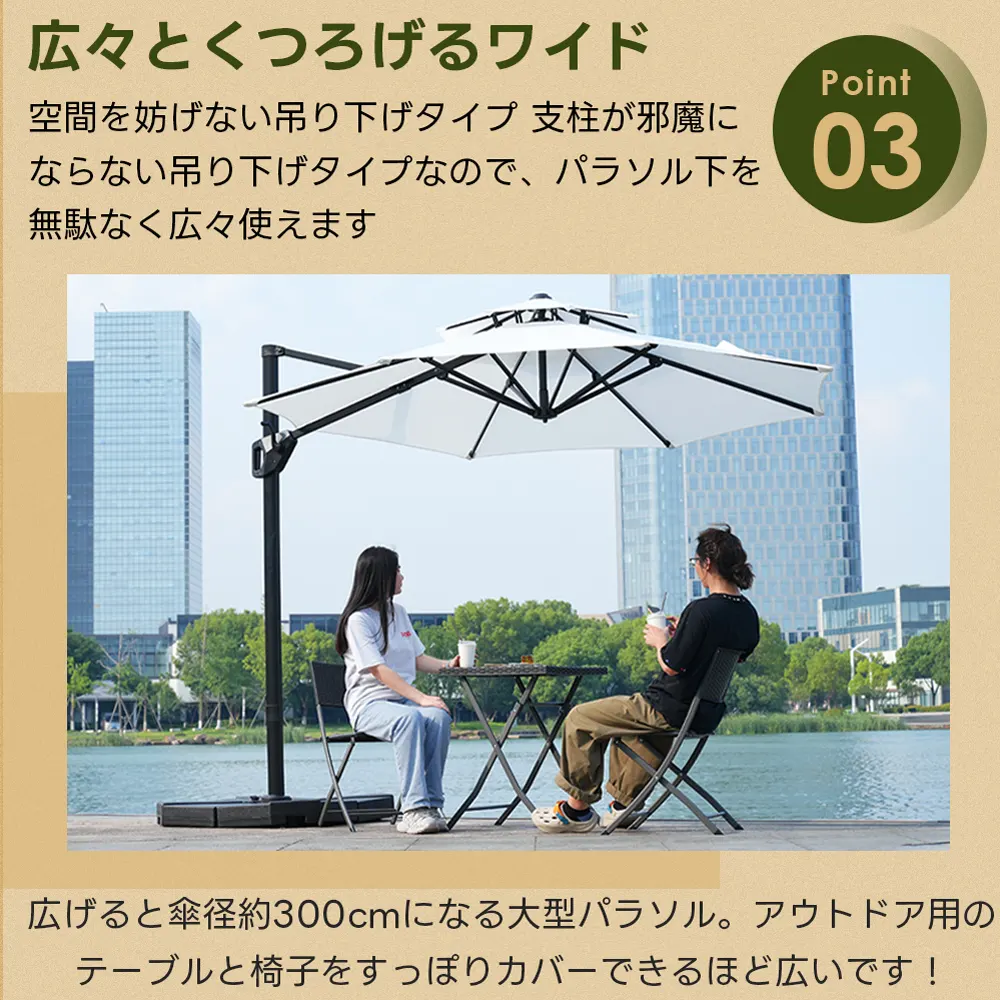 広々とくつろげるワイド
Point
03
空間を妨げない吊り下げタイプ 支柱が邪魔に
ならない吊り下げタイプなので、パラソル下を
無駄なく広々使えます
広げると傘径約300cmになる大型パラソル。アウトドア用の
テーブルと椅子をすっぽりカバーできるほど広いです！